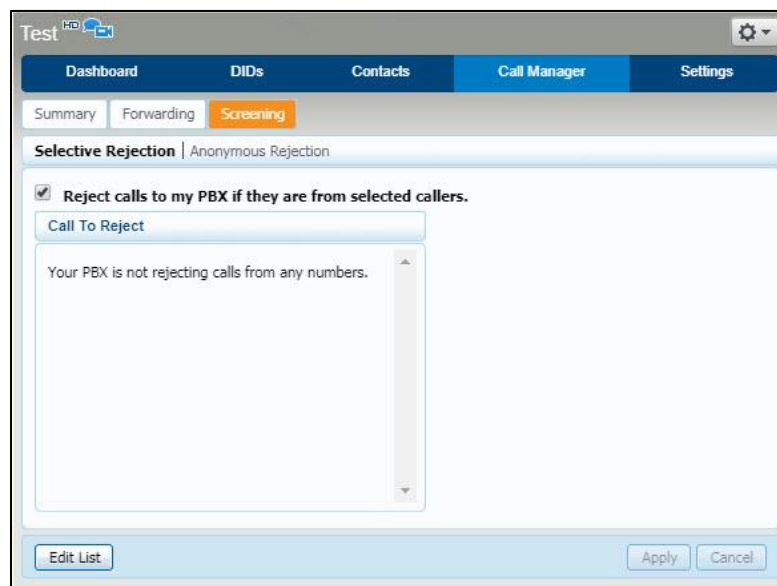 Test HD
Dashboard DIDs Contacts Call Manager Settings
Summary Forwarding Screening
Selective Rejection | Anonymous Rejection
Reject calls to my PBX if they are from selected callers.
Call To Reject
Your PBX is not rejecting calls from any numbers.
Edit List Apply Cancel